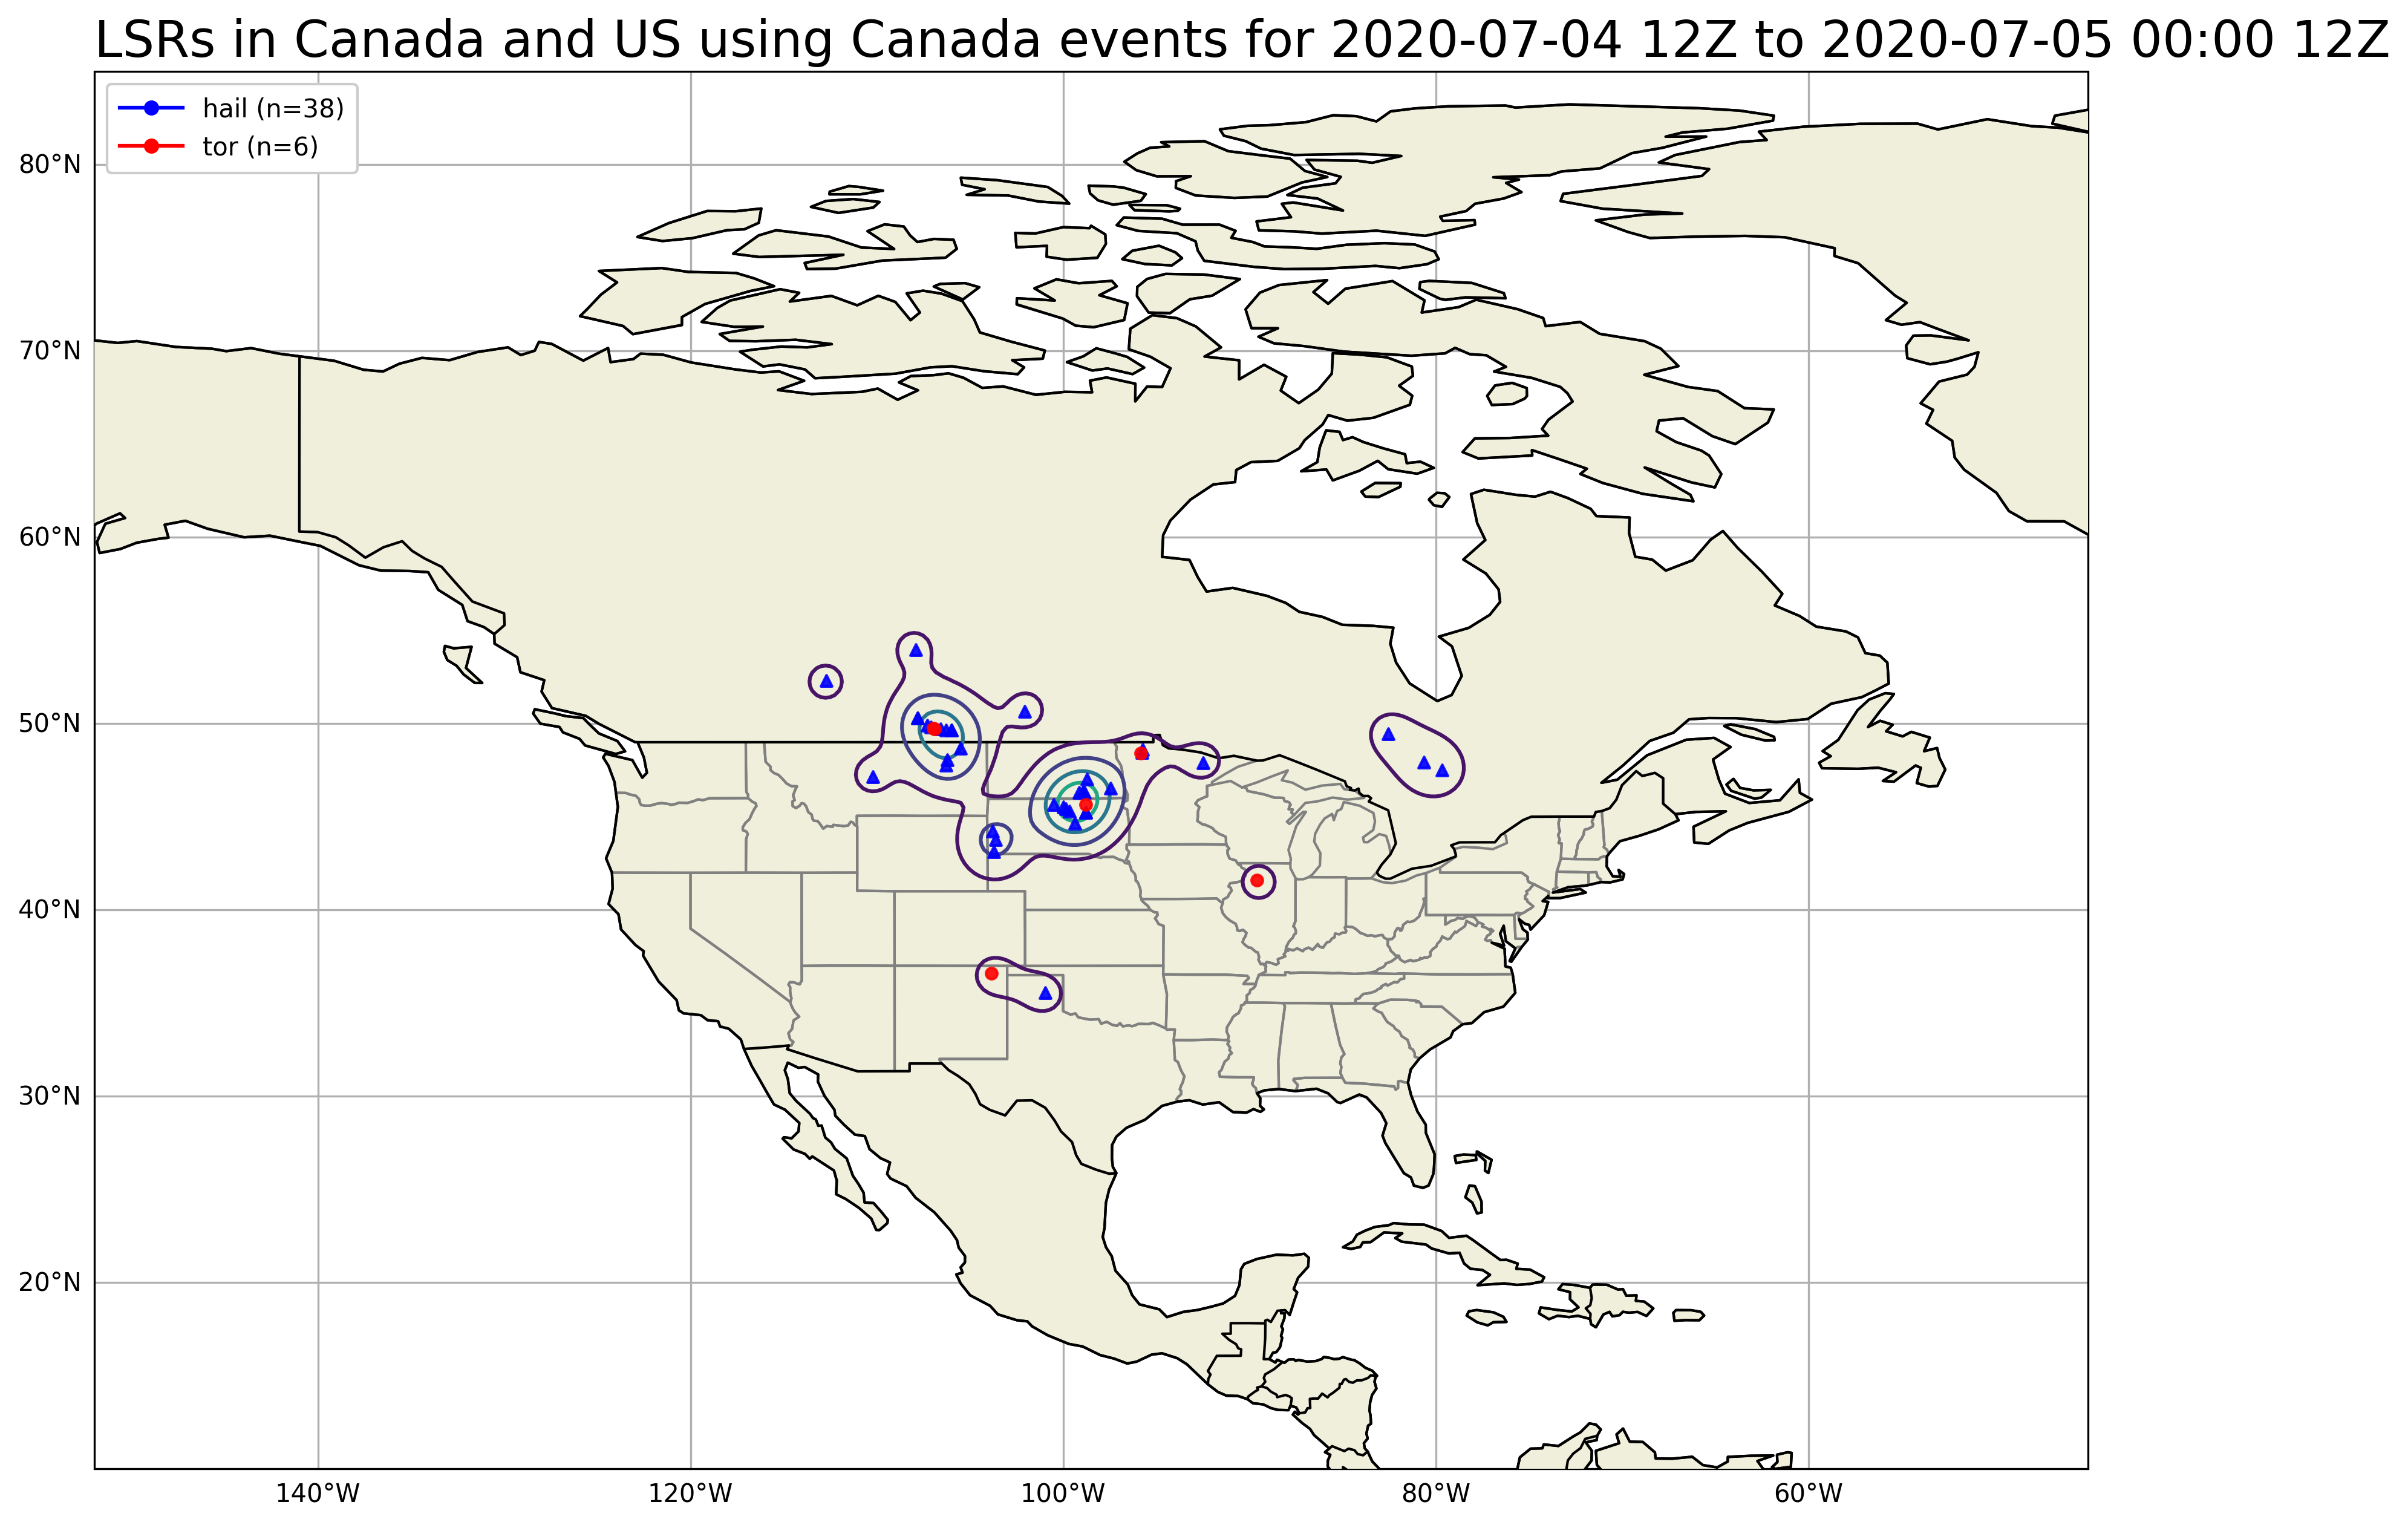 LSRs in Canada and US using Canada events for 2020-07-04 12Z to 2020-07-05 00:00 12Z
hail (n=38)
tor (n=6)
80°N
70°N
60°N
50°N
40°N
30°N
20°N
140°W 120°W 100°W 80°W 60°W